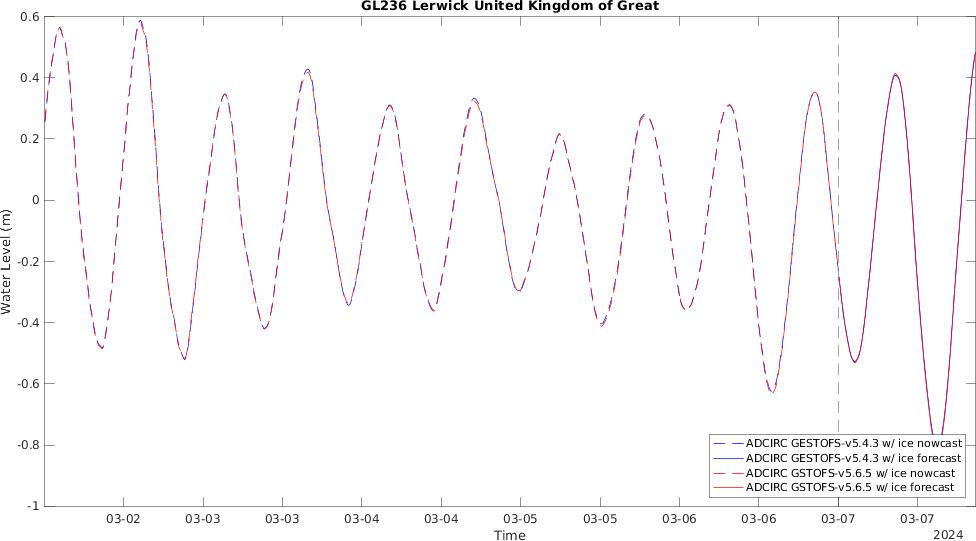 GL236 Lerwick United Kingdom of Great
0.6
0.4
0.2
0
-0.2
-0.4
-0.6
-0.8
-1
Water Level (m)
ADCIRC GESTOFS-v5.4.3 w/ ice nowcast
ADCIRC GESTOFS-v5.4.3 w/ ice forecast
ADCIRC GSTOFS-v5.6.5 w/ ice nowcast
ADCIRC GSTOFS-v5.6.5 w/ ice forecast
03-02 03-03 03-03 03-04 03-04 03-05 03-05 03-06 03-06 03-07 03-07
Time
2024